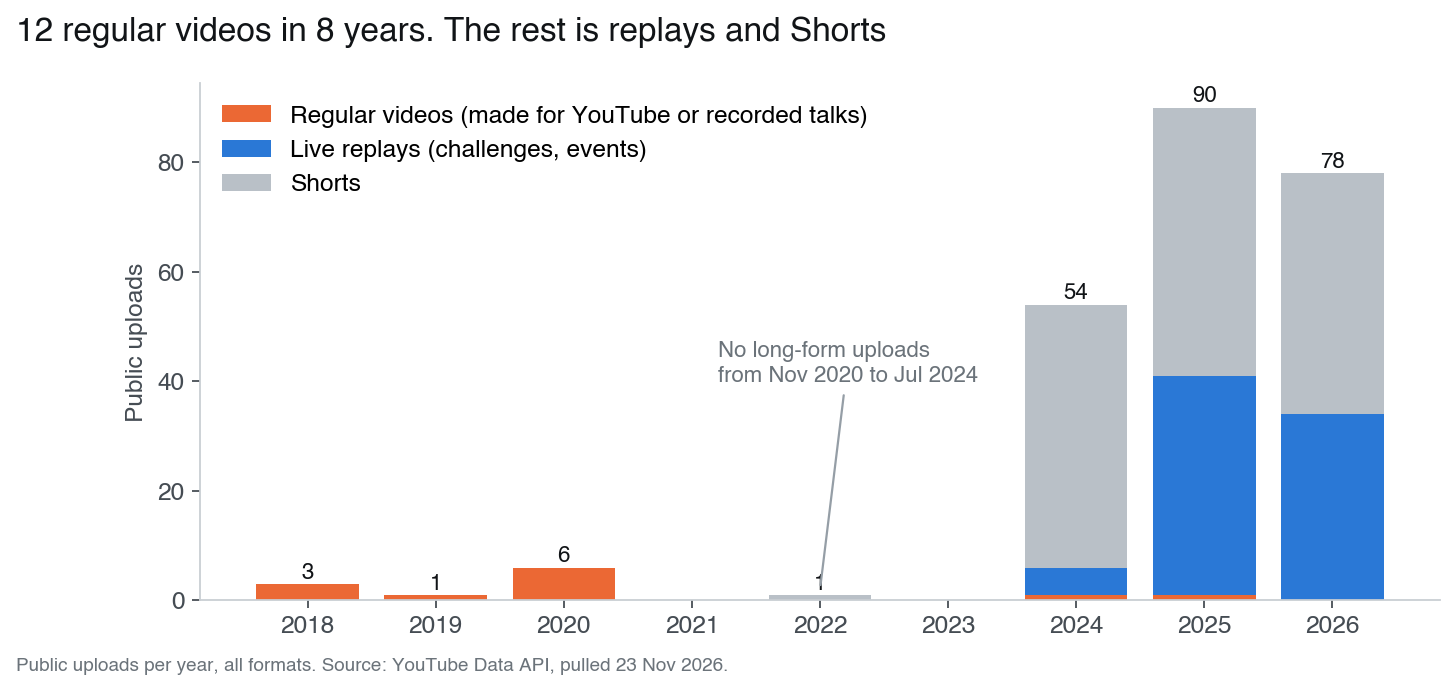 12 regular videos in 8 years. The rest is replays and Shorts
Regular videos (made for YouTube or recorded talks)
Live replays (challenges, events)
Shorts
Public uploads
80
60
40
20
0
No long-form uploads
from Nov 2020 to Jul 2024
3
1
6
1
54
90
78
2018
2019
2020
2021
2022
2023
2024
2025
2026
Public uploads per year, all formats. Source: YouTube Data API, pulled 23 Nov 2026.